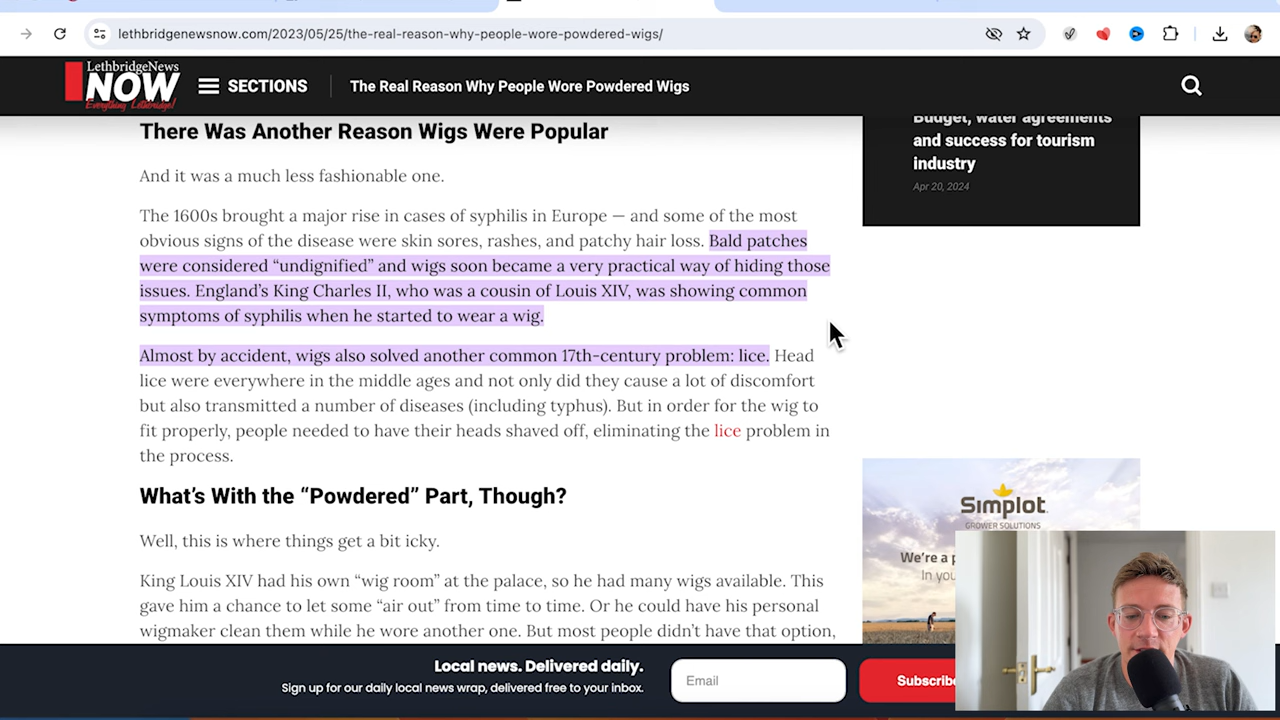 lethbridgenewsnow.com/2023/05/25/the-real-reason-why-people-wore-powdered-wigs/
LethbridgeNews
NOW
Everything Lethbridge!
SECTIONS
The Real Reason Why People Wore Powdered Wigs
There Was Another Reason Wigs Were Popular
And it was a much less fashionable one.
The 1600s brought a major rise in cases of syphilis in Europe — and some of the most
obvious signs of the disease were skin sores, rashes, and patchy hair loss. Bald patches
were considered “undignified” and wigs soon became a very practical way of hiding those
issues. England’s King Charles II, who was a cousin of Louis XIV, was showing common
symptoms of syphilis when he started to wear a wig.
Almost by accident, wigs also solved another common 17th-century problem: lice. Head
lice were everywhere in the middle ages and not only did they cause a lot of discomfort
but also transmitted a number of diseases (including typhus). But in order for the wig to
fit properly, people needed to have their heads shaved off, eliminating the lice problem in
the process.
What’s With the “Powdered” Part, Though?
Well, this is where things get a bit icky.
King Louis XIV had his own “wig room” at the palace, so he had many wigs available. This
gave him a chance to let some “air out” from time to time. Or he could have his personal
wigmaker clean them while he wore another one. But most people didn’t have that option,
Budget, water agreements
and success for tourism
industry
Apr 20, 2024
Simplot
GROWER SOLUTIONS
We’re a
In you
Local news. Delivered daily.
Sign up for our daily local news wrap, delivered free to your inbox.
Email
Subscribe